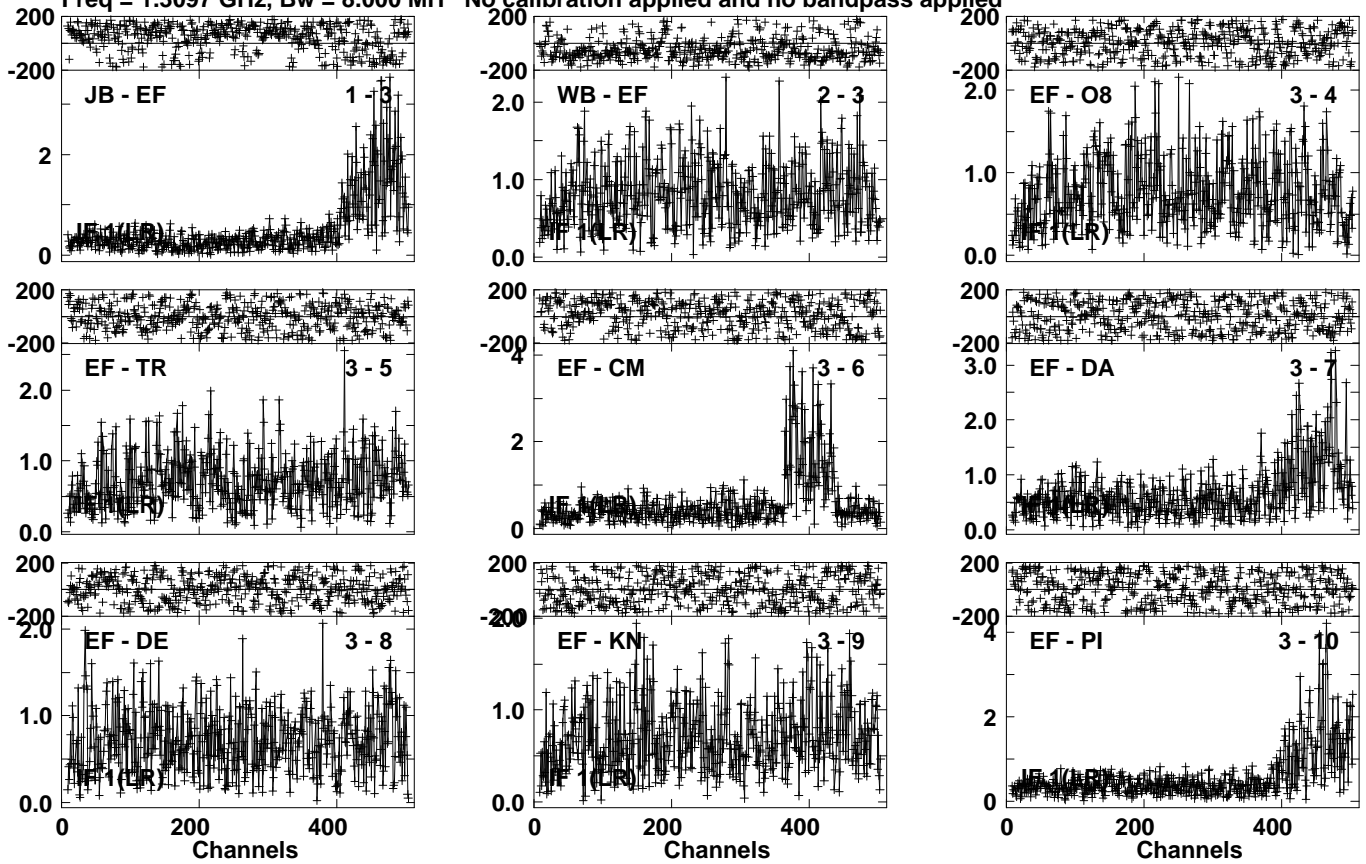 Freq = 1.3097 GHz, Bw = 8.000 MH No calibration applied and no bandpass applied
200 200 200
-200 -200 -200
JB - EF 1 - 3 WB - EF 2 - 3 EF - O8 3 - 4
2.0 2.0
2
1.0 1.0
IF 1(LR) IF 1(LR) IF 1(LR)
0 0.0 0.0
200 200 200
-200 -200 -200
EF - TR 3 - 5 EF - CM 3 - 6 EF - DA 3 - 7
4 3.0
2.0
2.0
2
1.0 1.0
IF 1(LR) IF 1(LR) IF 1(LR)
0.0 0 0.0
200 200 200
-200 -200 -200
2.0 2.0
EF - DE 3 - 8 EF - KN 3 - 9 EF - PI 3 - 10
4
1.0 1.0 2
IF 1(LR) IF 1(LR) IF 1(LR)
0.0 0.0 0
0 200 400 0 200 400 0 200 400
Channels Channels Channels